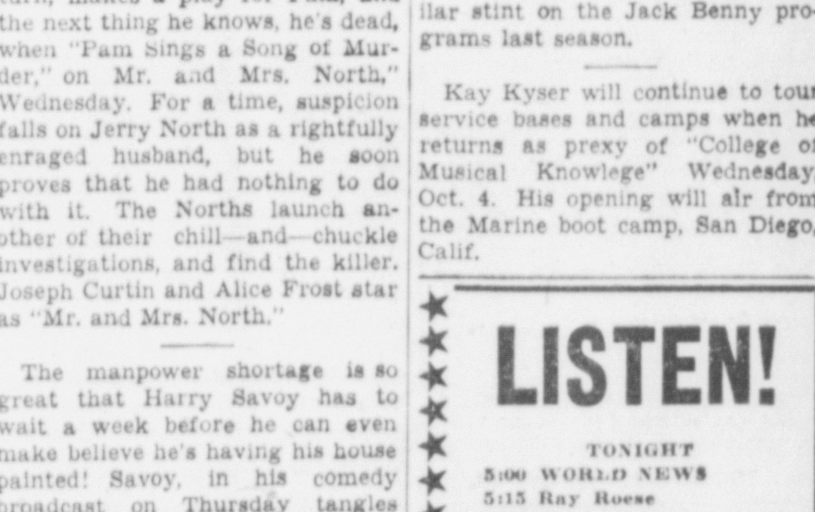 turn, makes a play for Pam, and
the next thing he knows, he's dead,
when "Pam Sings a Song of Mur-
der," on Mr. and Mrs. North,"
Wednesday. For a time, suspicion
falls on Jerry North as a rightfully
enraged husband, but he soon
proves that he had nothing to do
with it. The Norths launch an-
other of their chill—and—chuckle
investigations, and find the killer.
Joseph Curtin and Alice Frost star
as "Mr. and Mrs. North."
The manpower shortage is so
great that Harry Savoy has to
wait a week before he can even
make believe he's having his house
painted! Savoy, in his comedy
broadcast on Thursday tangles
ilar stint on the Jack Benny pro-
grams last season.
Kay Kyser will continue to tour
service bases and camps when he
returns as prexy of "College of
Musical Knowlege" Wednesday,
Oct. 4. His opening will air from
the Marine boot camp, San Diego,
Calif.
LISTEN!
TONIGHT
5:00 WORLD NEWS
5:15 Ray Roese